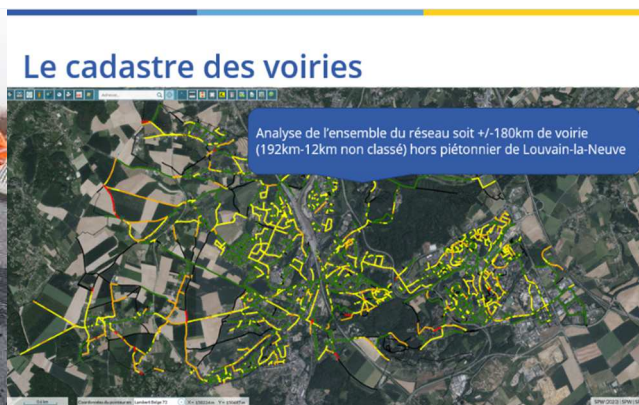 Le cadastre des voiries
Analyse de l'ensemble du réseau soit +/-180km de voirie
(192km-12km non classé) hors piétonnier de Louvain-la-Neuve